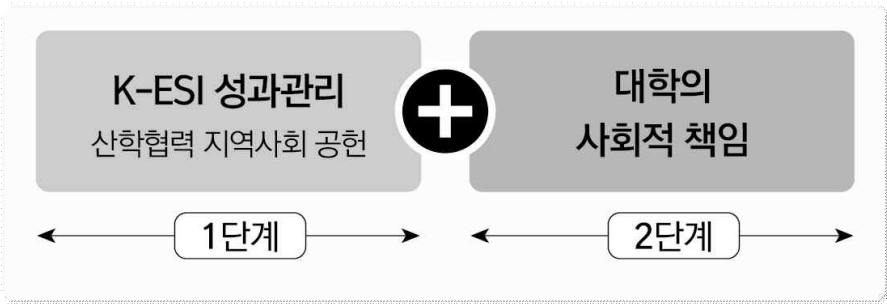 K-ESI 성과관리
산학협력 지역사회 공헌
대학의
사회적 책임
1단계
2단계